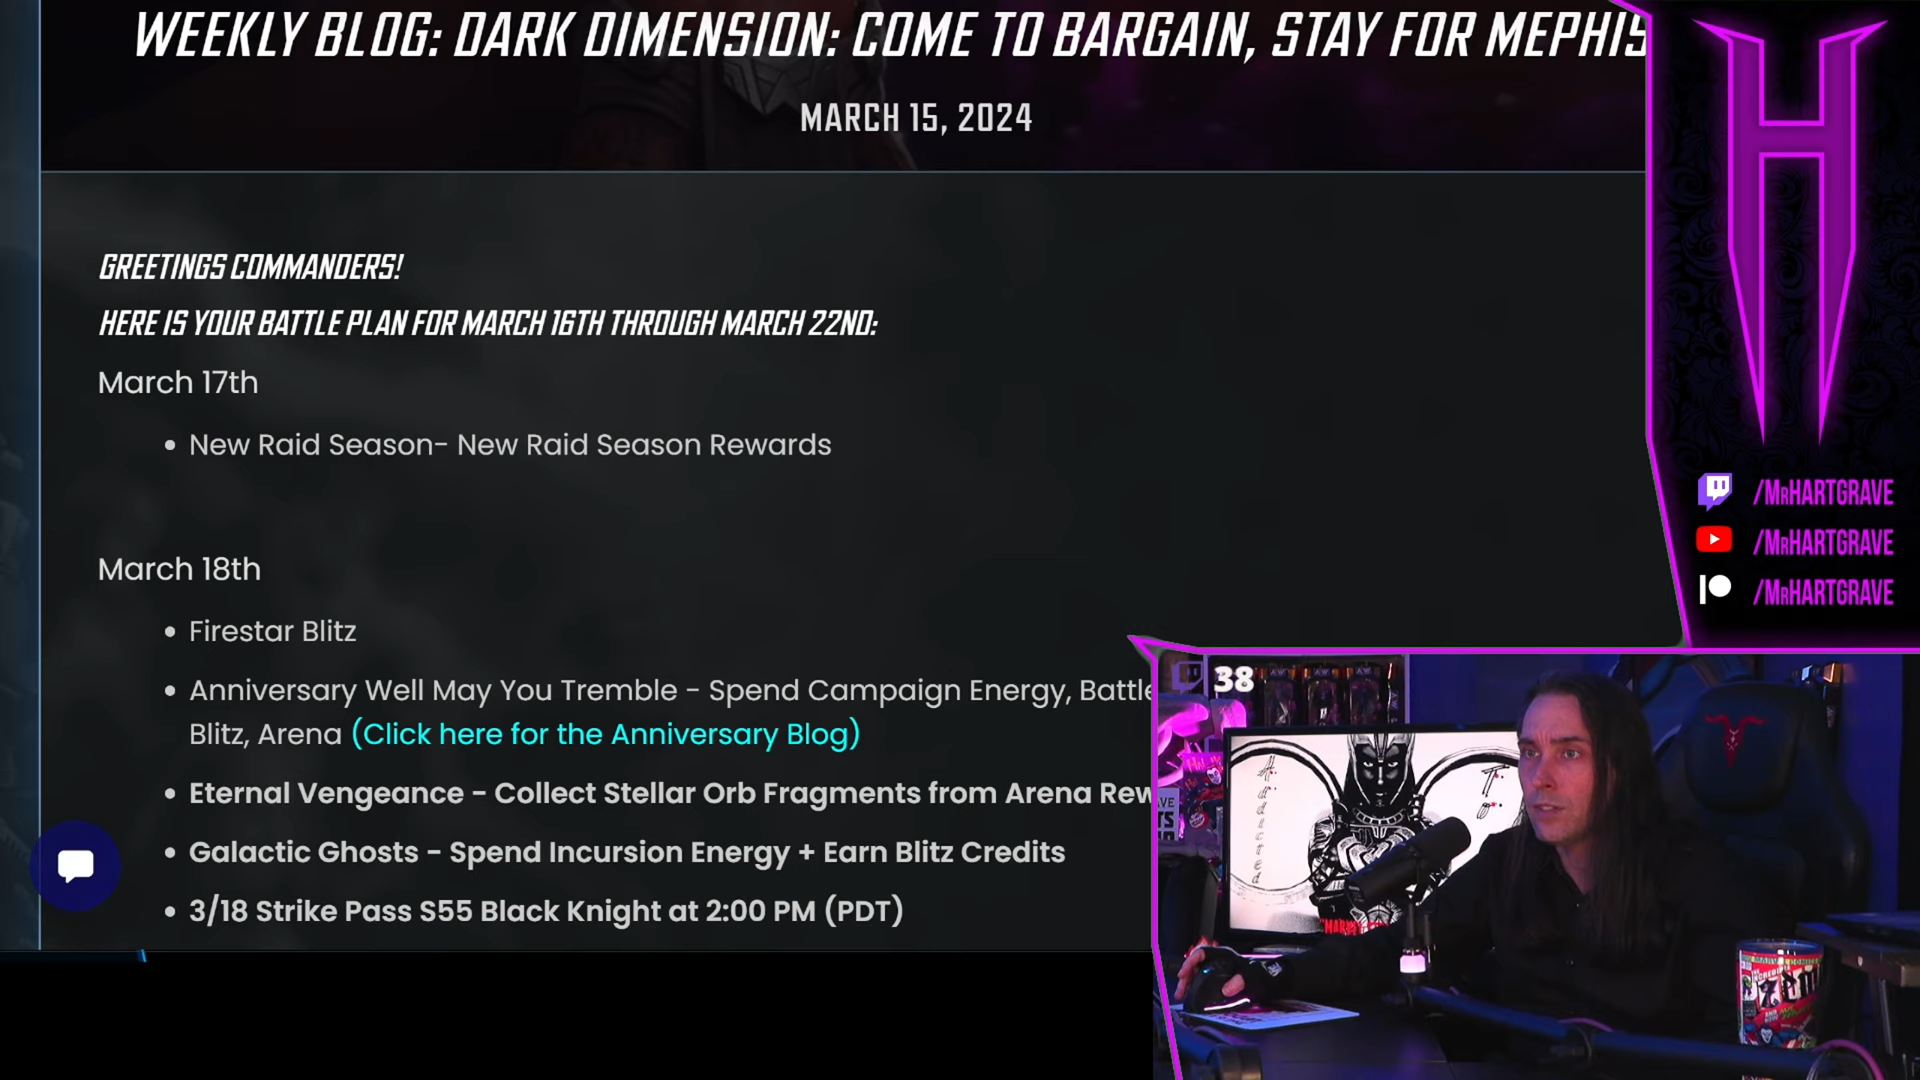 WEEKLY BLOG: DARK DIMENSION: COME TO BARGAIN, STAY FOR MEPHIS
MARCH 15, 2024
GREETINGS COMMANDERS!
HERE IS YOUR BATTLE PLAN FOR MARCH 16TH THROUGH MARCH 22ND:
March 17th
• New Raid Season- New Raid Season Rewards
March 18th
• Firestar Blitz
• Anniversary Well May You Tremble - Spend Campaign Energy, Battle
Blitz, Arena (Click here for the Anniversary Blog)
• Eternal Vengeance - Collect Stellar Orb Fragments from Arena Rew
• Galactic Ghosts - Spend Incursion Energy + Earn Blitz Credits
• 3/18 Strike Pass S55 Black Knight at 2:00 PM (PDT)
H
/MRHARTGRAVE
/MRHARTGRAVE
/MRHARTGRAVE
38